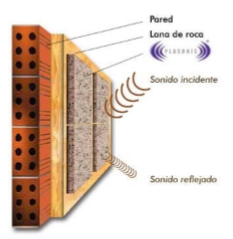 Pared
Lana de roca
Sonido incidente
Sonido reflejado